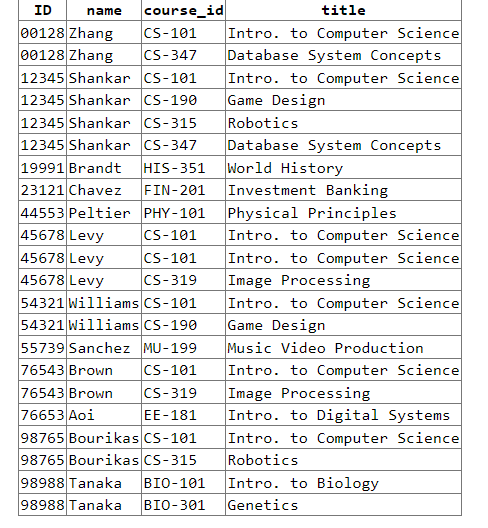 ID name course_id title
00128 Zhang CS-101 Intro. to Computer Science
00128 Zhang CS-347 Database System Concepts
12345 Shankar CS-101 Intro. to Computer Science
12345 Shankar CS-190 Game Design
12345 Shankar CS-315 Robotics
12345 Shankar CS-347 Database System Concepts
19991 Brandt HIS-351 World History
23121 Chavez FIN-201 Investment Banking
44553 Peltier PHY-101 Physical Principles
45678 Levy CS-101 Intro. to Computer Science
45678 Levy CS-101 Intro. to Computer Science
45678 Levy CS-319 Image Processing
54321 Williams CS-101 Intro. to Computer Science
54321 Williams CS-190 Game Design
55739 Sanchez MU-199 Music Video Production
76543 Brown CS-101 Intro. to Computer Science
76543 Brown CS-319 Image Processing
76653 Aoi EE-181 Intro. to Digital Systems
98765 Bourikas CS-101 Intro. to Computer Science
98765 Bourikas CS-315 Robotics
98988 Tanaka BIO-101 Intro. to Biology
98988 Tanaka BIO-301 Genetics